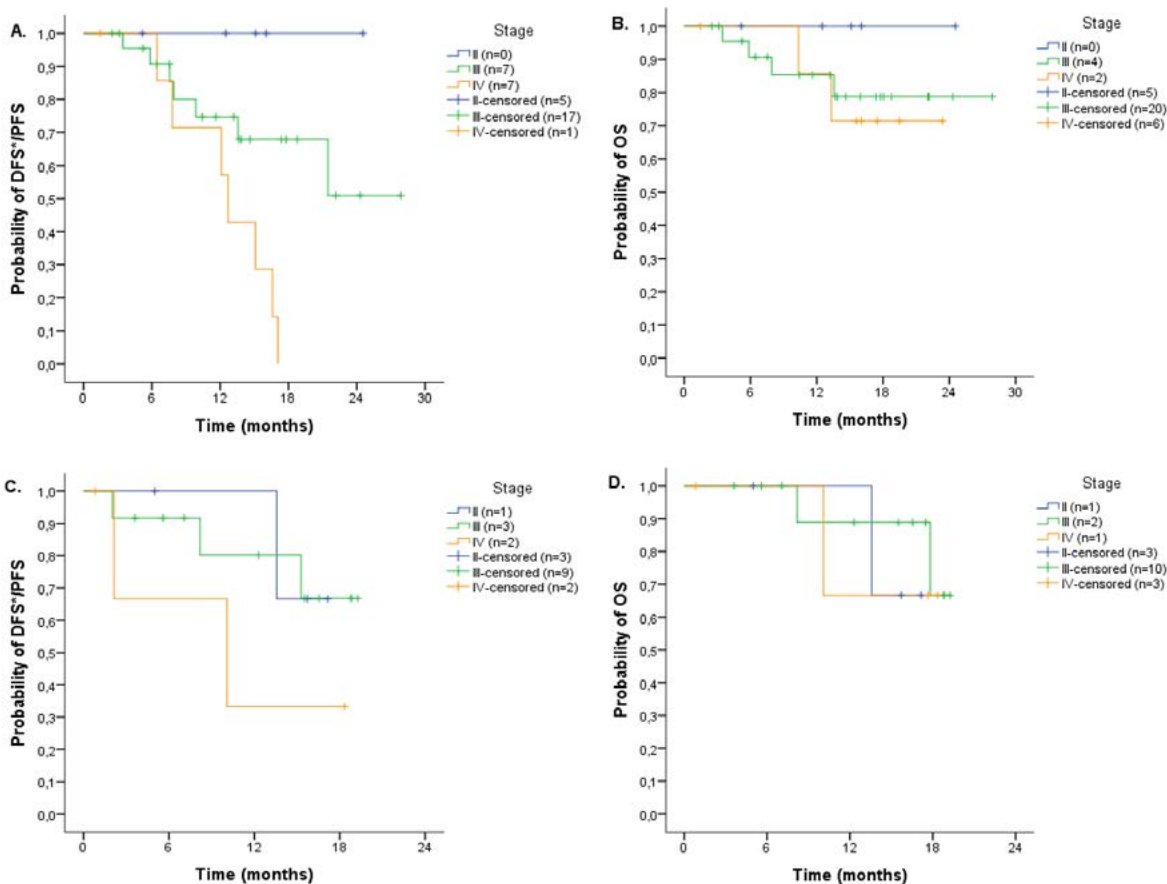 A.
Probability of DFS*/PFS
1,0
0,9
0,8
0,7
0,6
0,5
0,4
0,3
0,2
0,1
0,0
0 6 12 18 24 30
Time (months)
Stage
II (n=0)
III (n=7)
IV (n=7)
II-censored (n=5)
III-censored (n=17)
IV-censored (n=1)
B.
Probability of OS
1,0
0,9
0,8
0,7
0,6
0,5
0,4
0,3
0,2
0,1
0,0
0 6 12 18 24 30
Time (months)
Stage
II (n=0)
III (n=4)
IV (n=2)
II-censored (n=5)
III-censored (n=20)
IV-censored (n=6)
C.
Probability of DFS*/PFS
1,0
0,9
0,8
0,7
0,6
0,5
0,4
0,3
0,2
0,1
0,0
0 6 12 18 24
Time (months)
Stage
II (n=1)
III (n=3)
IV (n=2)
II-censored (n=3)
III-censored (n=9)
IV-censored (n=2)
D.
Probability of OS
1,0
0,9
0,8
0,7
0,6
0,5
0,4
0,3
0,2
0,1
0,0
0 6 12 18 24
Time (months)
Stage
II (n=1)
III (n=2)
IV (n=1)
II-censored (n=3)
III-censored (n=10)
IV-censored (n=3)